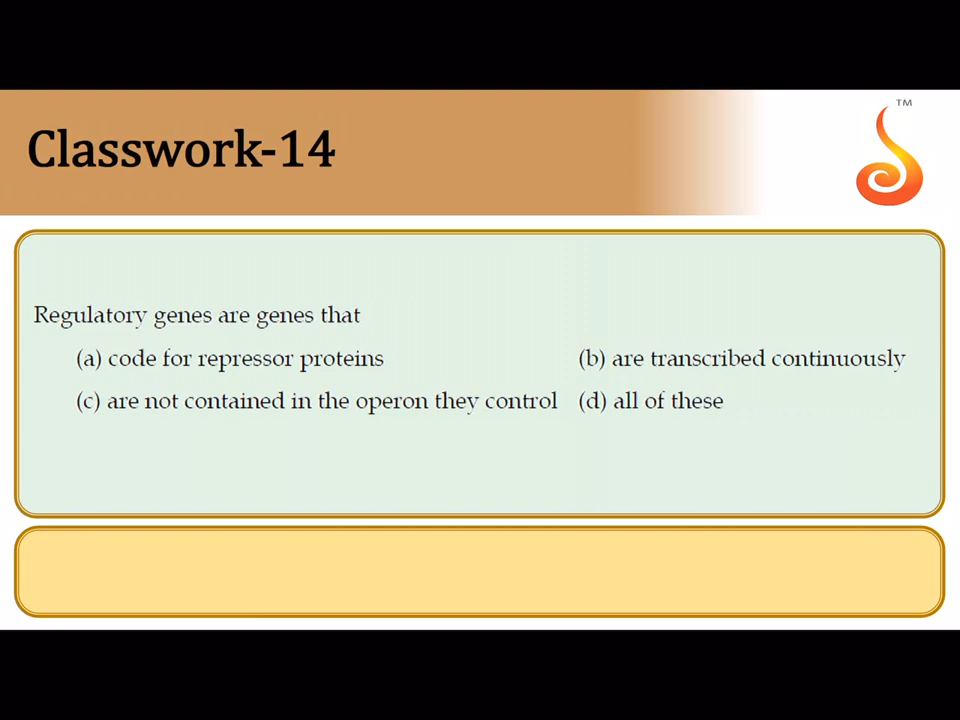 Classwork-14
TM
Regulatory genes are genes that
(a) code for repressor proteins (b) are transcribed continuously
(c) are not contained in the operon they control (d) all of these